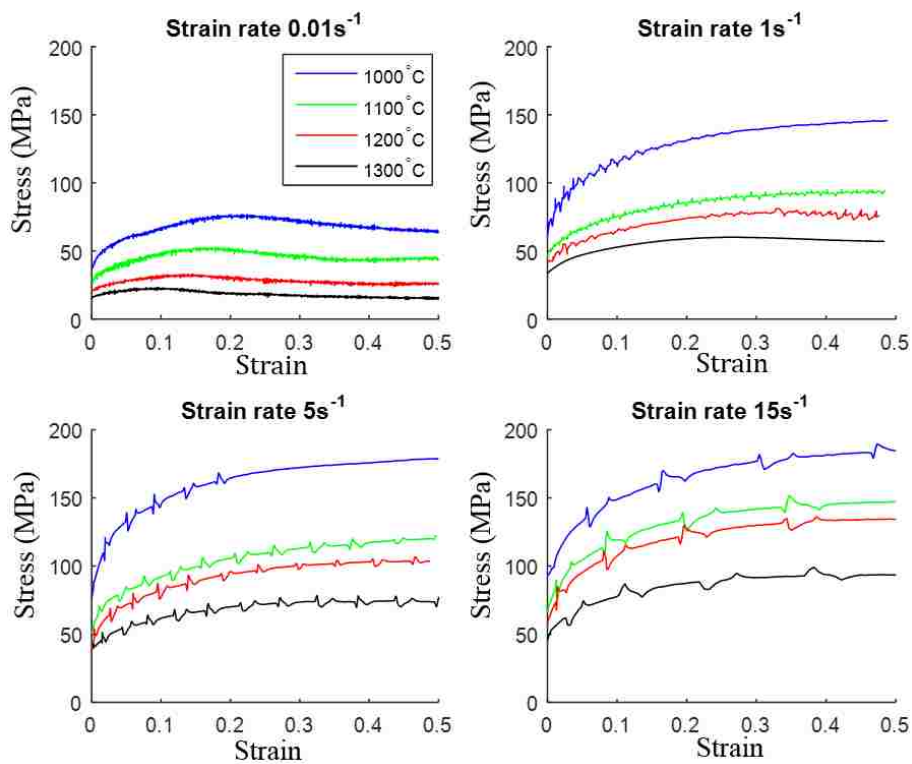 Strain rate 0.01s⁻¹
Stress (MPa)
200
150
100
50
0
0 0.1 0.2 0.3 0.4 0.5
Strain
1000°C
1100°C
1200°C
1300°C
Strain rate 1s⁻¹
Stress (MPa)
200
150
100
50
0
0 0.1 0.2 0.3 0.4 0.5
Strain
Strain rate 5s⁻¹
Stress (MPa)
200
150
100
50
0
0 0.1 0.2 0.3 0.4 0.5
Strain
Strain rate 15s⁻¹
Stress (MPa)
200
150
100
50
0
0 0.1 0.2 0.3 0.4 0.5
Strain